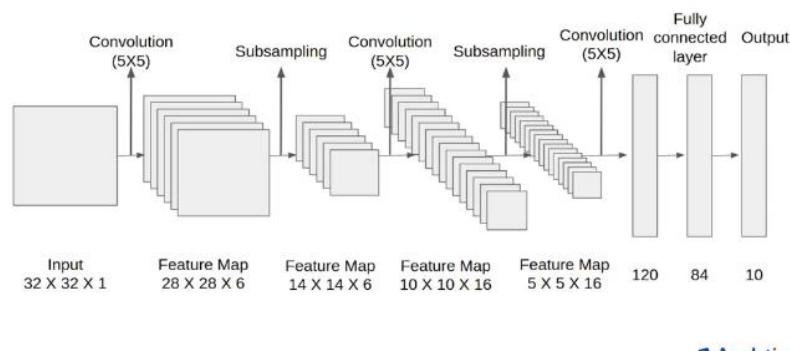 Convolution
(5X5)
Subsampling
Convolution
(5X5)
Subsampling
Convolution
(5X5)
Fully
connected
layer
Output
Input
32 X 32 X 1
Feature Map
28 X 28 X 6
Feature Map
14 X 14 X 6
Feature Map
10 X 10 X 16
Feature Map
5 X 5 X 16
120
84
10